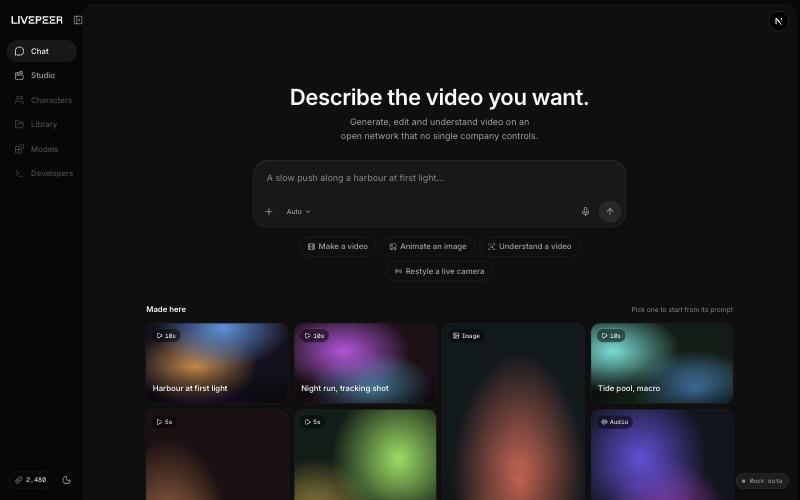 LIVEPEER
Chat
Studio
Characters
Library
Models
Developers
2,480
N
Describe the video you want.
Generate, edit and understand video on an
open network that no single company controls.
A slow push along a harbour at first light...
Auto
Make a video
Animate an image
Understand a video
Restyle a live camera
Made here
Pick one to start from its prompt
10s
Harbour at first light
10s
Night run, tracking shot
Image
10s
Tide pool, macro
5s
5s
Audio
Mock data